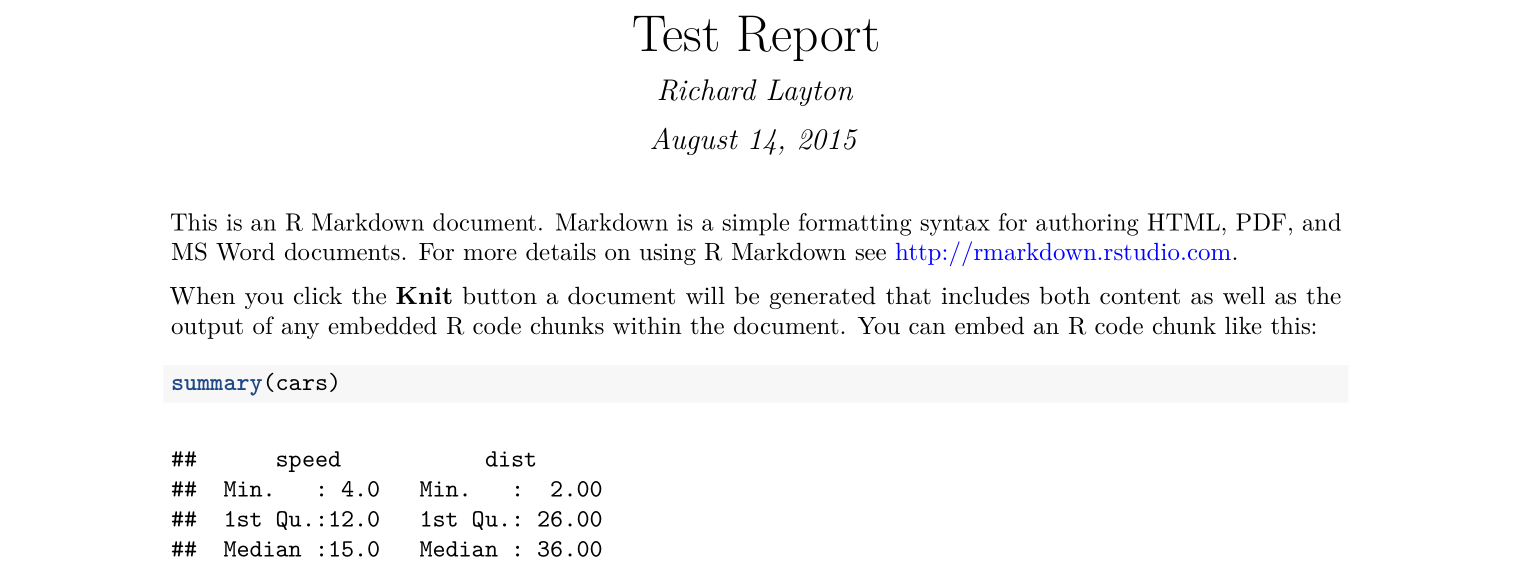 Test Report
Richard Layton
August 14, 2015
This is an R Markdown document. Markdown is a simple formatting syntax for authoring HTML, PDF, and
MS Word documents. For more details on using R Markdown see http://rmarkdown.rstudio.com.
When you click the Knit button a document will be generated that includes both content as well as the
output of any embedded R code chunks within the document. You can embed an R code chunk like this:
summary(cars)
##      speed           dist
##  Min.   : 4.0   Min.   :  2.00
##  1st Qu.:12.0   1st Qu.: 26.00
##  Median :15.0   Median : 36.00